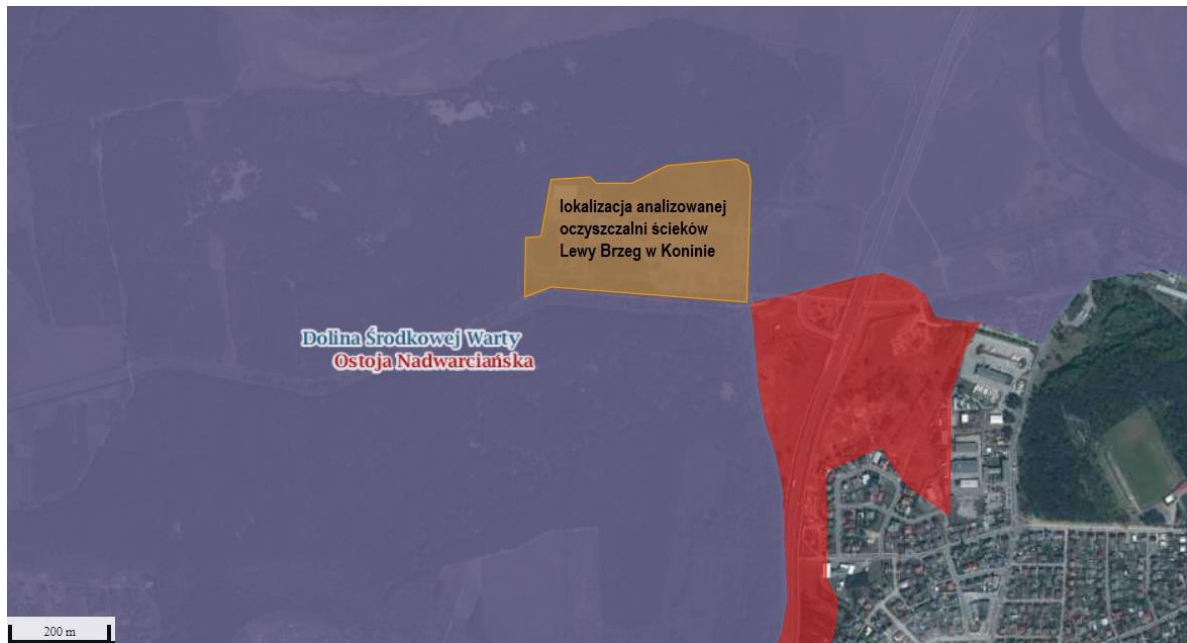 lokalizacja analizowanej
oczyszczalni ścieków
Lewy Brzeg w Koninie
Dolina Środkowej Warty
Ostoja Nadwarciańska
200 m